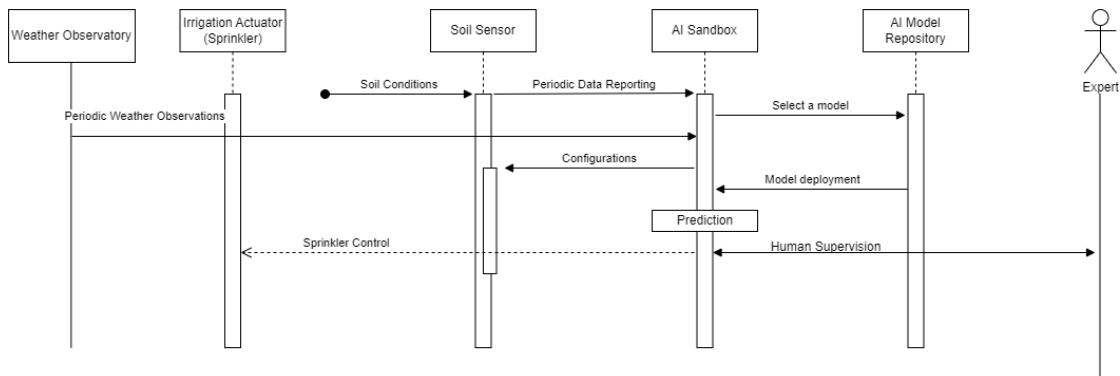 Weather Observatory
Irrigation Actuator
(Sprinkler)
Soil Sensor
AI Sandbox
AI Model
Repository
Expert
Soil Conditions
Periodic Data Reporting
Select a model
Periodic Weather Observations
Configurations
Model deployment
Prediction
Sprinkler Control
Human Supervision